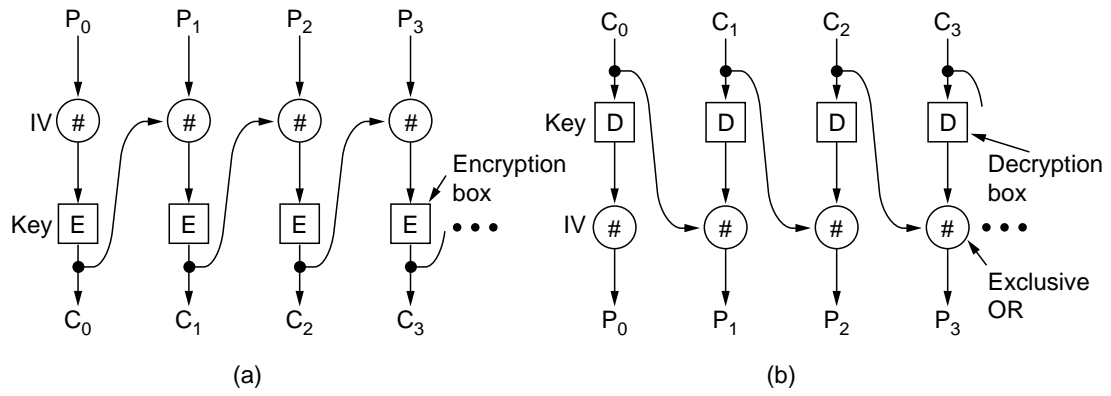 P0 P1 P2 P3
IV # # # #
Encryption box
Key E E E E
C0 C1 C2 C3
(a)
C0 C1 C2 C3
Key D D D D
Decryption box
IV # # # #
Exclusive OR
P0 P1 P2 P3
(b)